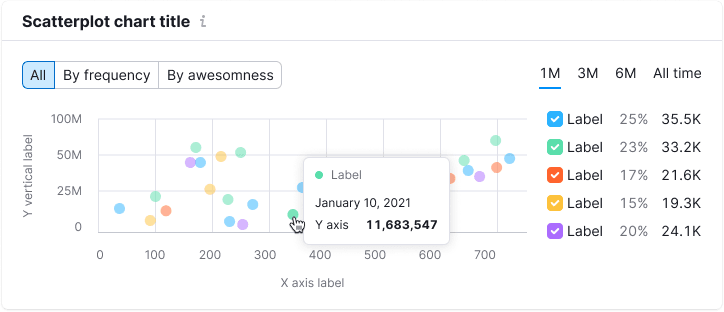 Scatterplot chart title i
All By frequency By awesomness
1M 3M 6M All time
Y vertical label
100M
50M
25M
0
0 100 200 300 400 500 600 700
X axis label
Label
January 10, 2021
Y axis 11,683,547
Label 25% 35.5K
Label 23% 33.2K
Label 17% 21.6K
Label 15% 19.3K
Label 20% 24.1K